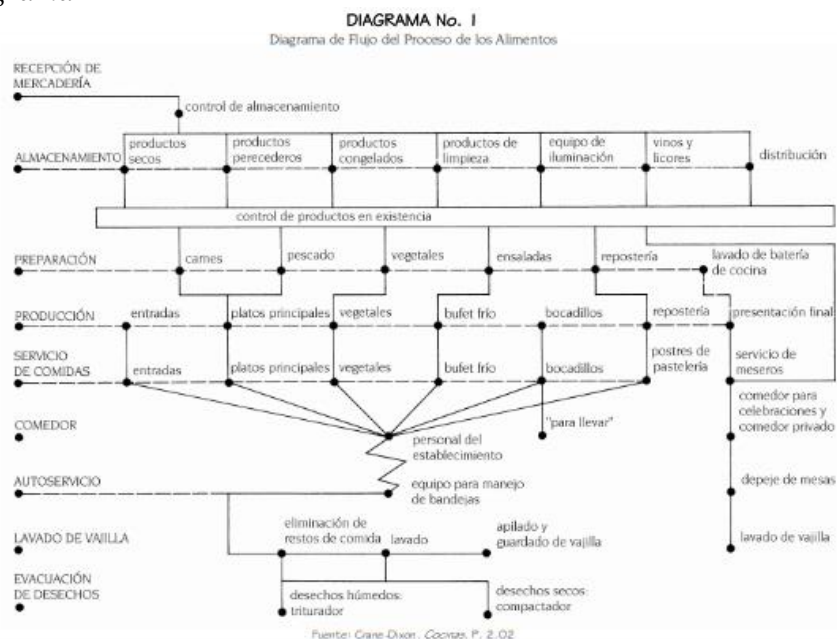 DIAGRAMA No. 1
Diagrama de Flujo del Proceso de los Alimentos
RECEPCIÓN DE
MERCADERÍA
control de almacenamiento
ALMACENAMIENTO
productos
secos
productos
perecederos
productos
congelados
productos de
limpieza
equipo de
iluminación
vinos y
licores
distribución
control de productos en existencia
PREPARACIÓN
carnes
pescado
vegetales
ensaladas
repostería
lavado de batería
de cocina
PRODUCCIÓN
entradas
platos principales
vegetales
bufet frío
bocadillos
repostería
presentación final
SERVICIO
DE COMIDAS
entradas
platos principales
vegetales
bufet frío
bocadillos
postres de
pastelería
servicio de
meseros
COMEDOR
personal del
establecimiento
"para llevar"
comedor para
celebraciones y
comedor privado
AUTOSERVICIO
equipo para manejo
de bandejas
depeje de mesas
LAVADO DE VAJILLA
eliminación de
restos de comida
lavado
apilado y
guardado de vajilla
lavado de vajilla
EVACUACIÓN
DE DESECHOS
desechos húmedos:
triturador
desechos secos:
compactador
Fuente: Crane-Dixon. Cocinas. P. 2.02